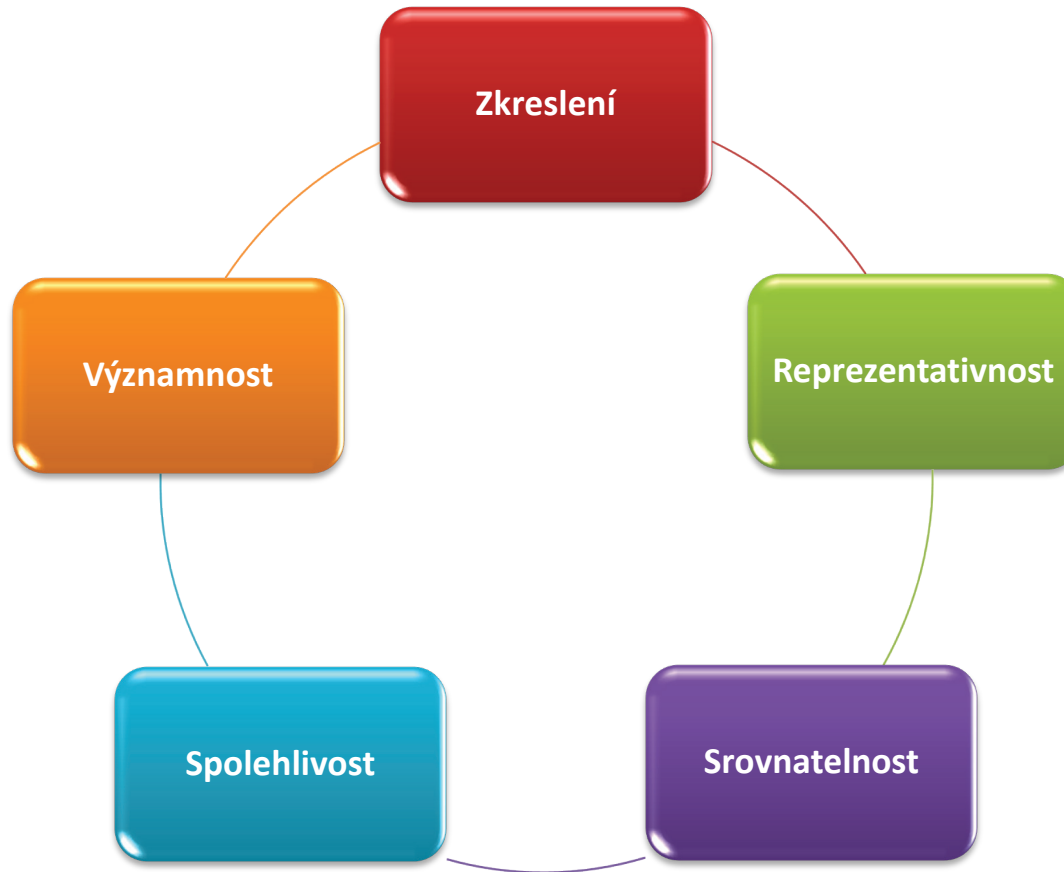 Zkreslení
Významnost
Reprezentativnost
Spolehlivost
Srovnatelnost